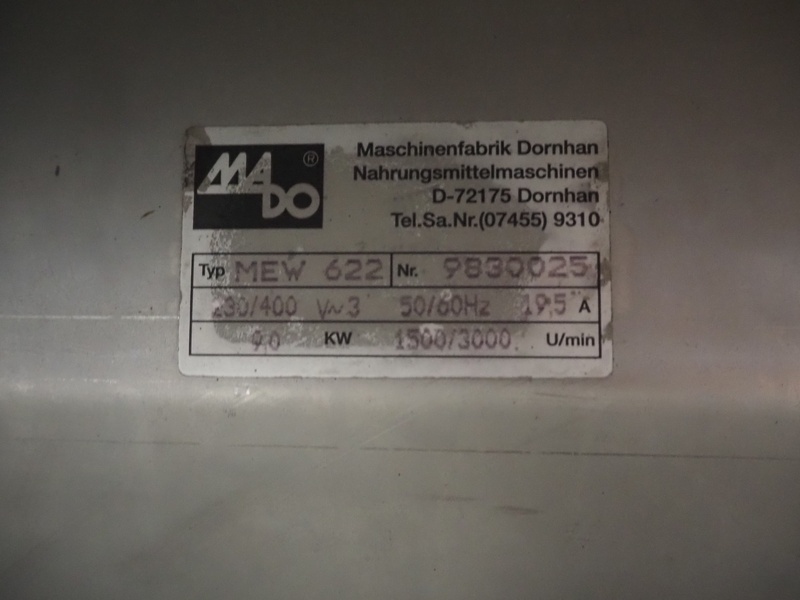 MADO ®
Maschinenfabrik Dornhan
Nahrungsmittelmaschinen
D-72175 Dornhan
Tel.Sa.Nr.(07455) 9310
Typ MEW 622 Nr. 9830025
230/400 V~3 50/60Hz 19,5 A
9,0 KW 1500/3000 U/min